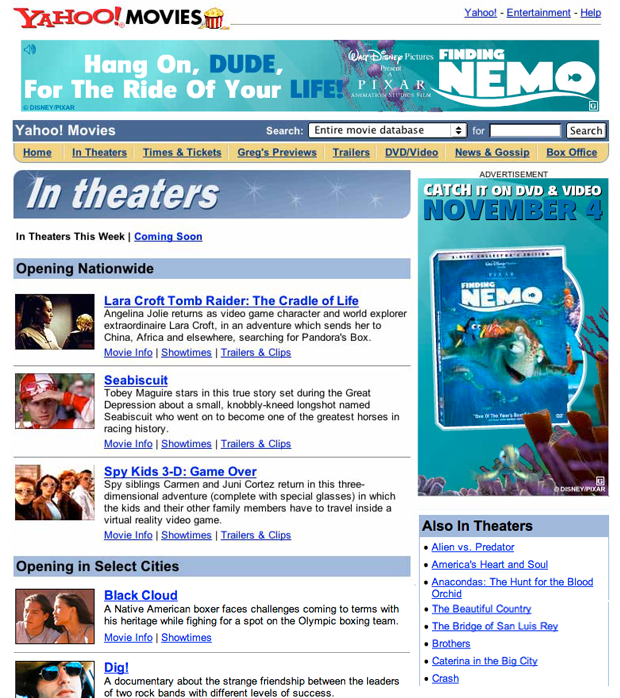 YAHOO! MOVIES
Yahoo! - Entertainment - Help
HANG ON, DUDE,
FOR THE RIDE OF YOUR LIFE!
©DISNEY/PIXAR
WALT DISNEY PICTURES
PRESENT
A
PIXAR
ANIMATION STUDIOS FILM
FINDING
NEMO
G
Yahoo! Movies
Search: Entire movie database for Search
Home In Theaters Times & Tickets Greg's Previews Trailers DVD/Video News & Gossip Box Office
In theaters
In Theaters This Week | Coming Soon
Opening Nationwide
Lara Croft Tomb Raider: The Cradle of Life
Angelina Jolie returns as video game character and world explorer
extraordinaire Lara Croft, in an adventure which sends her to
China, Africa and elsewhere, searching for Pandora's Box.
Movie Info | Showtimes | Trailers & Clips
Seabiscuit
Tobey Maguire stars in this true story set during the Great
Depression about a small, knobbly-kneed longshot named
Seabiscuit who went on to become one of the greatest horses in
racing history.
Movie Info | Showtimes | Trailers & Clips
Spy Kids 3-D: Game Over
Spy siblings Carmen and Juni Cortez return in this three-
dimensional adventure (complete with special glasses) in which
the kids and their other family members have to travel inside a
virtual reality video game.
Movie Info | Showtimes | Trailers & Clips
Opening in Select Cities
Black Cloud
A Native American boxer faces challenges coming to terms with
his heritage while fighting for a spot on the Olympic boxing team.
Movie Info | Showtimes
Dig!
A documentary about the strange friendship between the leaders
of two rock bands with different levels of success.
ADVERTISEMENT
CATCH IT ON DVD & VIDEO
NOVEMBER 4
2-DISC COLLECTOR'S EDITION
PIXAR
FINDING
NEMO
G
©DISNEY/PIXAR
Also In Theaters
• Alien vs. Predator
• America's Heart and Soul
• Anacondas: The Hunt for the Blood
Orchid
• The Beautiful Country
• The Bridge of San Luis Rey
• Brothers
• Caterina in the Big City
• Crash